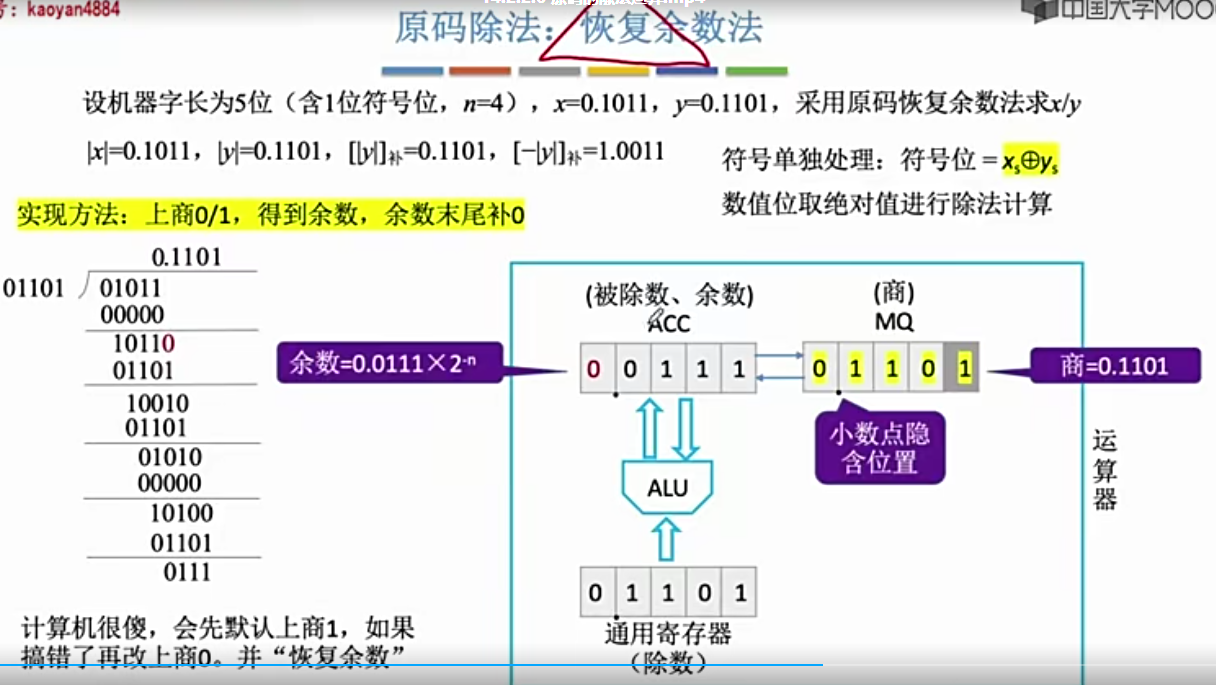 号: kaoyan4884
中国大学MOO
原码除法：恢复余数法
设机器字长为5位（含1位符号位，n=4），x=0.1011，y=0.1101，采用原码恢复余数法求x/y
|x|=0.1011，|y|=0.1101，[|y|]补=0.1101，[−|y|]补=1.0011
符号单独处理：符号位 = xs⊕ys
数值位取绝对值进行除法计算
实现方法：上商0/1，得到余数，余数末尾补0
0.1101
01101
01011
00000
10110
01101
10010
01101
01010
00000
10100
01101
0111
(被除数、余数)
ACC
(商)
MQ
余数=0.0111×2-n
0 0 1 1 1
0 1 1 0 1
商=0.1101
小数点隐
含位置
ALU
运算器
0 1 1 0 1
通用寄存器
（除数）
计算机很傻，会先默认上商1，如果
搞错了再改上商0。并“恢复余数”